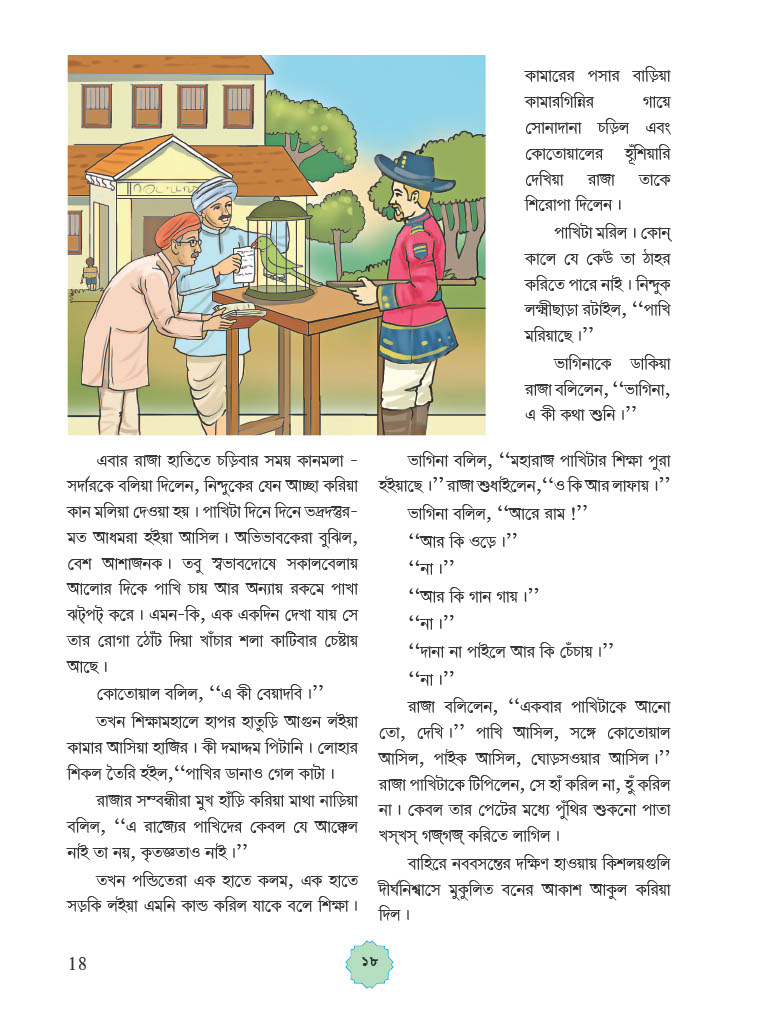 এবার রাজা হাতিতে চড়িবার সময় কানমলা -
সর্দারকে বলিয়া দিলেন, নিন্দুকের যেন আচ্ছা করিয়া
কান মলিয়া দেওয়া হয়। পাখিটা দিনে দিনে ভদ্রদস্তুর-
মত আধমরা হইয়া আসিল। অভিভাবকেরা বুঝিল,
বেশ আশাজনক। তবু স্বভাবদোষে সকালবেলায়
আলোর দিকে পাখি চায় আর অন্যায় রকমে পাখা
ঝট্‌পট্ করে। এমন-কি, এক একদিন দেখা যায় সে
তার রোগা ঠোঁট দিয়া খাঁচার শলা কাটিবার চেষ্টায়
আছে।
কোতোয়াল বলিল, ‘‘এ কী বেয়াদবি।’’
তখন শিক্ষামহালে হাপর হাতুড়ি আগুন লইয়া
কামার আসিয়া হাজির। কী দমাদ্দম পিটানি। লোহার
শিকল তৈরি হইল,‘‘পাখির ডানাও গেল কাটা।
রাজার সম্বন্ধীরা মুখ হাঁড়ি করিয়া মাথা নাড়িয়া
বলিল, ‘‘এ রাজ্যের পাখিদের কেবল যে আক্কেল
নাই তা নয়, কৃতজ্ঞতাও নাই।’’
তখন পন্ডিতেরা এক হাতে কলম, এক হাতে
সড়কি লইয়া এমনি কান্ড করিল যাকে বলে শিক্ষা।
কামারের পসার বাড়িয়া
কামারগিন্নির গায়ে
সোনাদানা চড়িল এবং
কোতোয়ালের হূঁশিয়ারি
দেখিয়া রাজা তাকে
শিরোপা দিলেন।
পাখিটা মরিল। কোন্
কালে যে কেউ তা ঠাহর
করিতে পারে নাই। নিন্দুক
লক্ষ্মীছাড়া রটাইল, ‘‘পাখি
মরিয়াছে।’’
ভাগিনাকে ডাকিয়া
রাজা বলিলেন, ‘‘ভাগিনা,
এ কী কথা শুনি।’’
ভাগিনা বলিল, ‘‘মহারাজ পাখিটার শিক্ষা পুরা
হইয়াছে।’’ রাজা শুধাইলেন,‘‘ও কি আর লাফায়।’’
ভাগিনা বলিল, ‘‘আরে রাম !’’
‘‘আর কি ওড়ে।’’
‘‘না।’’
‘‘আর কি গান গায়।’’
‘‘না।’’
‘‘দানা না পাইলে আর কি চেঁচায়।’’
‘‘না।’’
রাজা বলিলেন, ‘‘একবার পাখিটাকে আনো
তো, দেখি।’’ পাখি আসিল, সঙ্গে কোতোয়াল
আসিল, পাইক আসিল, ঘোড়সওয়ার আসিল।’’
রাজা পাখিটাকে টিপিলেন, সে হাঁ করিল না, হুঁ করিল
না। কেবল তার পেটের মধ্যে পুঁথির শুকনো পাতা
খস্‌খস্ গজ্‌গজ্ করিতে লাগিল।
বাহিরে নববসন্তের দক্ষিণ হাওয়ায় কিশলয়গুলি
দীর্ঘনিশ্বাসে মুকুলিত বনের আকাশ আকুল করিয়া
দিল।
18
১৮